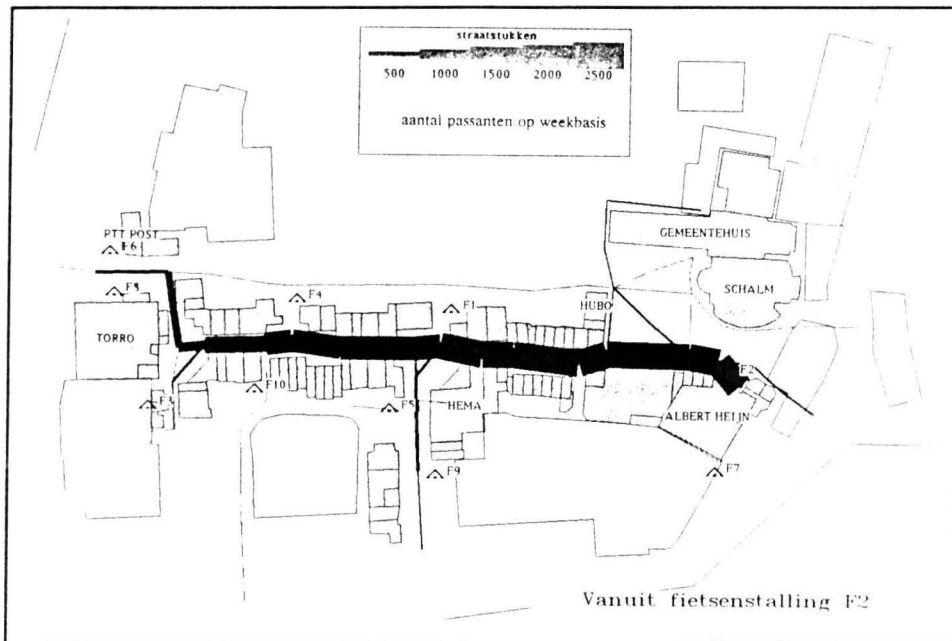 straatstukken
500 1000 1500 2000 2500
aantal passanten op weekbasis
PTT POST
F6
GEMEENTEHUIS
SCHALM
F8
F4
F1
HUBO
TORRO
F2
F10
F3
F5
HEMA
ALBERT HEIJN
F9
F7
Vanuit fietsenstalling F2